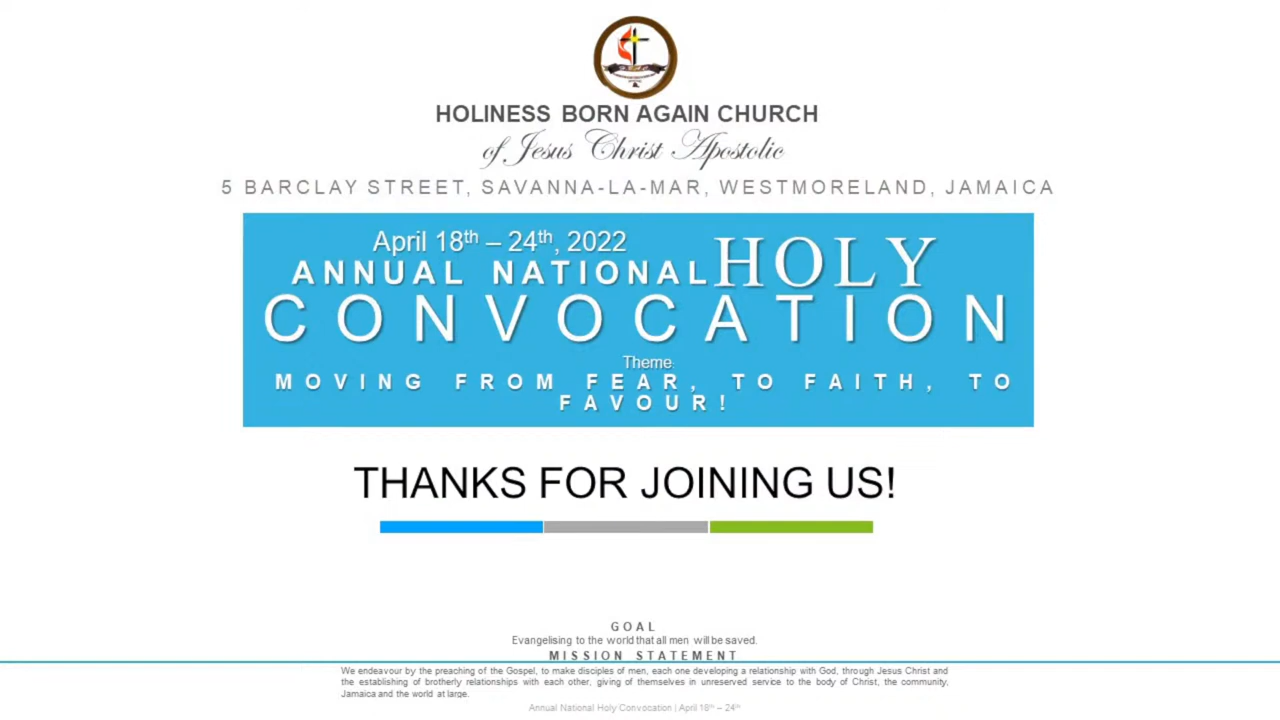 HOLINESS BORN AGAIN CHURCH
of Jesus Christ Apostolic
5 BARCLAY STREET, SAVANNA-LA-MAR, WESTMORELAND, JAMAICA
April 18th – 24th, 2022
ANNUAL NATIONAL HOLY
CONVOCATION
Theme:
MOVING FROM FEAR, TO FAITH, TO
FAVOUR!
THANKS FOR JOINING US!
GOAL
Evangelising to the world that all men will be saved.
MISSION STATEMENT
We endeavour by the preaching of the Gospel, to make disciples of men, each one developing a relationship with God, through Jesus Christ and
the establishing of brotherly relationships with each other, giving of themselves in unreserved service to the body of Christ, the community,
Jamaica and the world at large.
Annual National Holy Convocation | April 18th – 24th